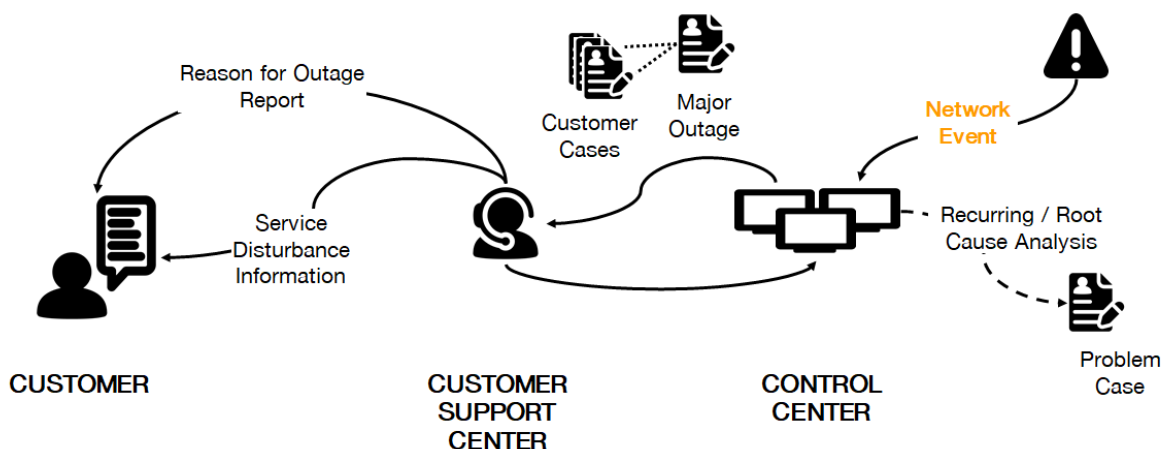 Reason for Outage
Report
Customer
Cases
Major
Outage
Network
Event
Service
Disturbance
Information
Recurring / Root
Cause Analysis
Problem
Case
CUSTOMER
CUSTOMER
SUPPORT
CENTER
CONTROL
CENTER